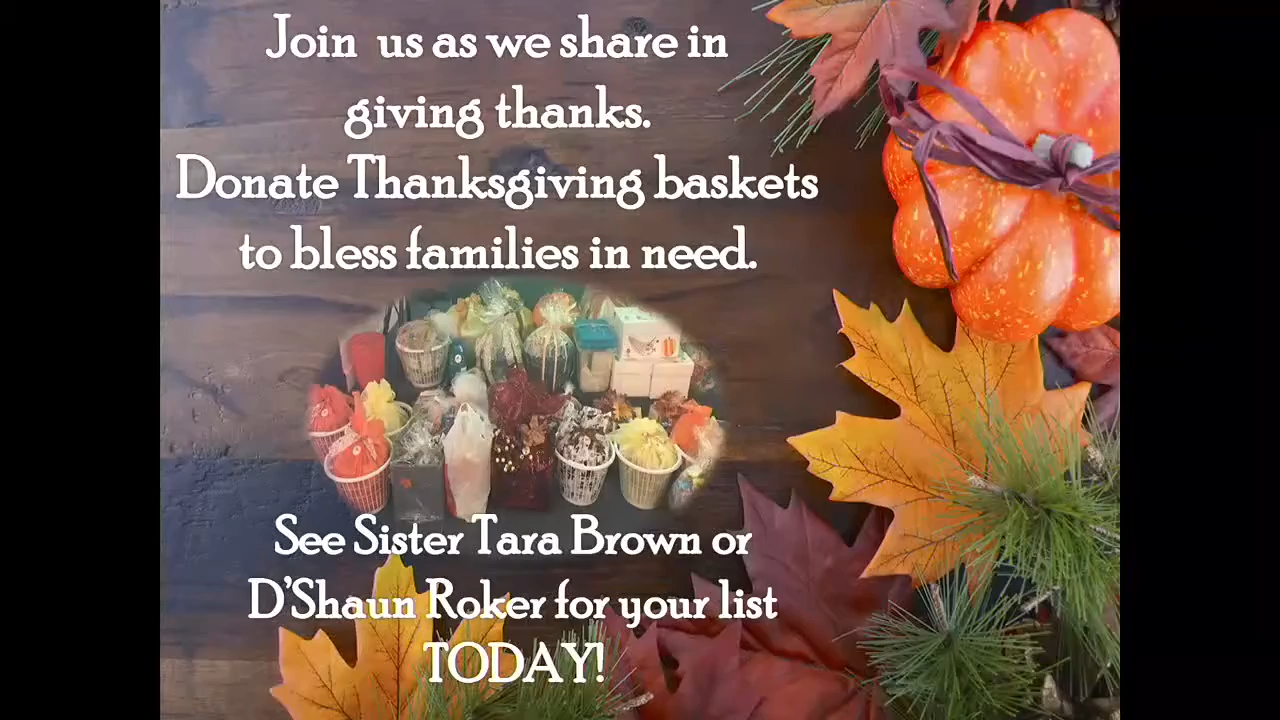 Join us as we share in
giving thanks.
Donate Thanksgiving baskets
to bless families in need.
See Sister Tara Brown or
D'Shaun Roker for your list
TODAY!